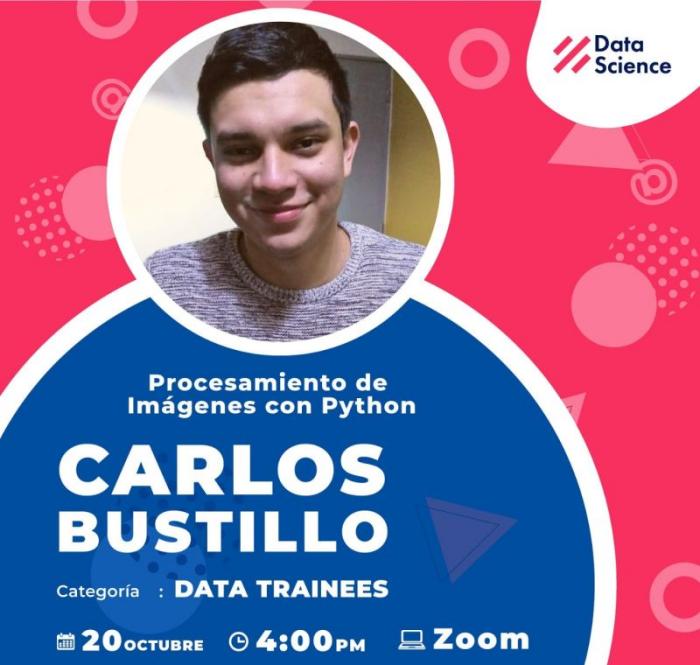 Data
Science
Procesamiento de
Imágenes con Python
CARLOS
BUSTILLO
Categoría : DATA TRAINEES
20 OCTUBRE 4:00 PM Zoom